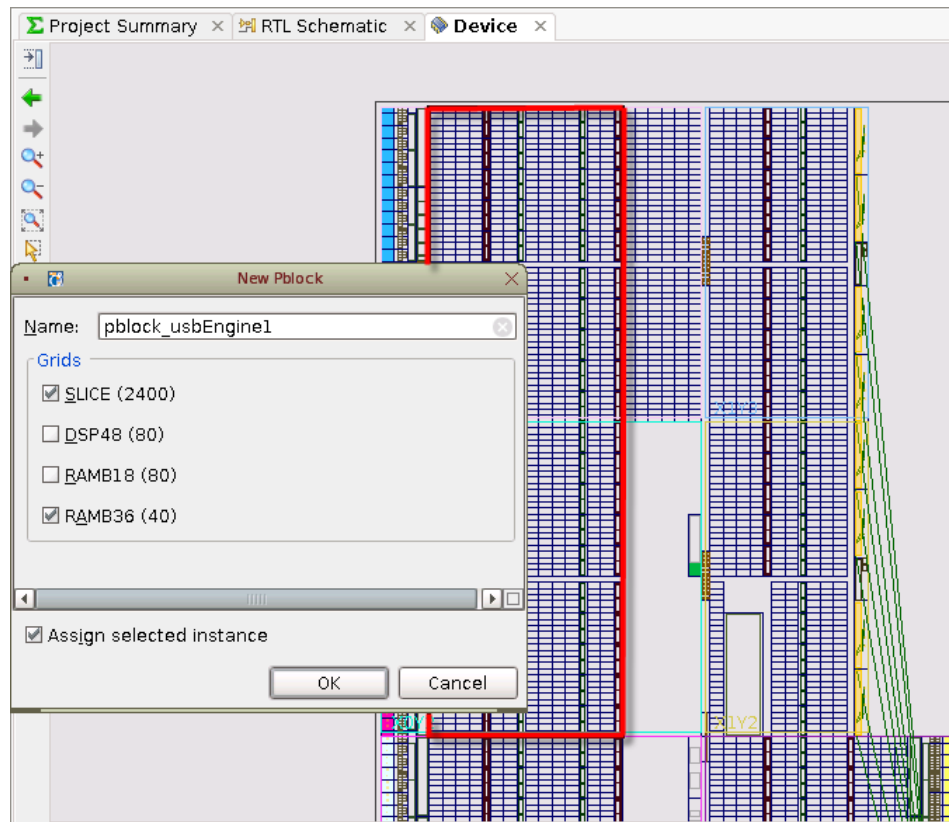 Project Summary RTL Schematic Device
New Pblock
Name: pblock_usbEngine1
Grids
SLICE (2400)
DSP48 (80)
RAMB18 (80)
RAMB36 (40)
Assign selected instance
OK Cancel
X1Y2